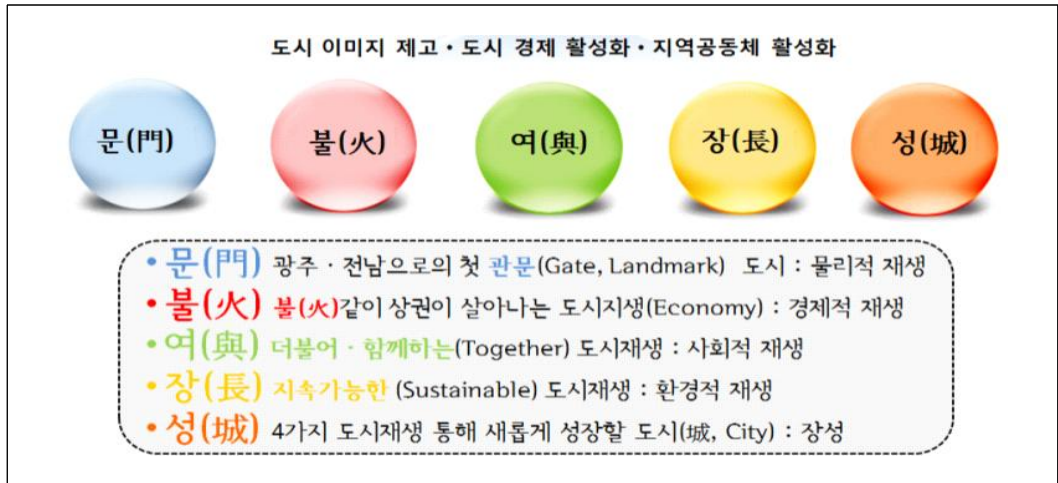 도시 이미지 제고・도시 경제 활성화・지역공동체 활성화
문(門) 불(火) 여(與) 장(長) 성(城)
• 문(門) 광주・전남으로의 첫 관문(Gate, Landmark) 도시 : 물리적 재생
• 불(火) 불(火)같이 상권이 살아나는 도시지생(Economy) : 경제적 재생
• 여(與) 더불어・함께하는(Together) 도시재생 : 사회적 재생
• 장(長) 지속가능한 (Sustainable) 도시재생 : 환경적 재생
• 성(城) 4가지 도시재생 통해 새롭게 성장할 도시(城, City) : 장성